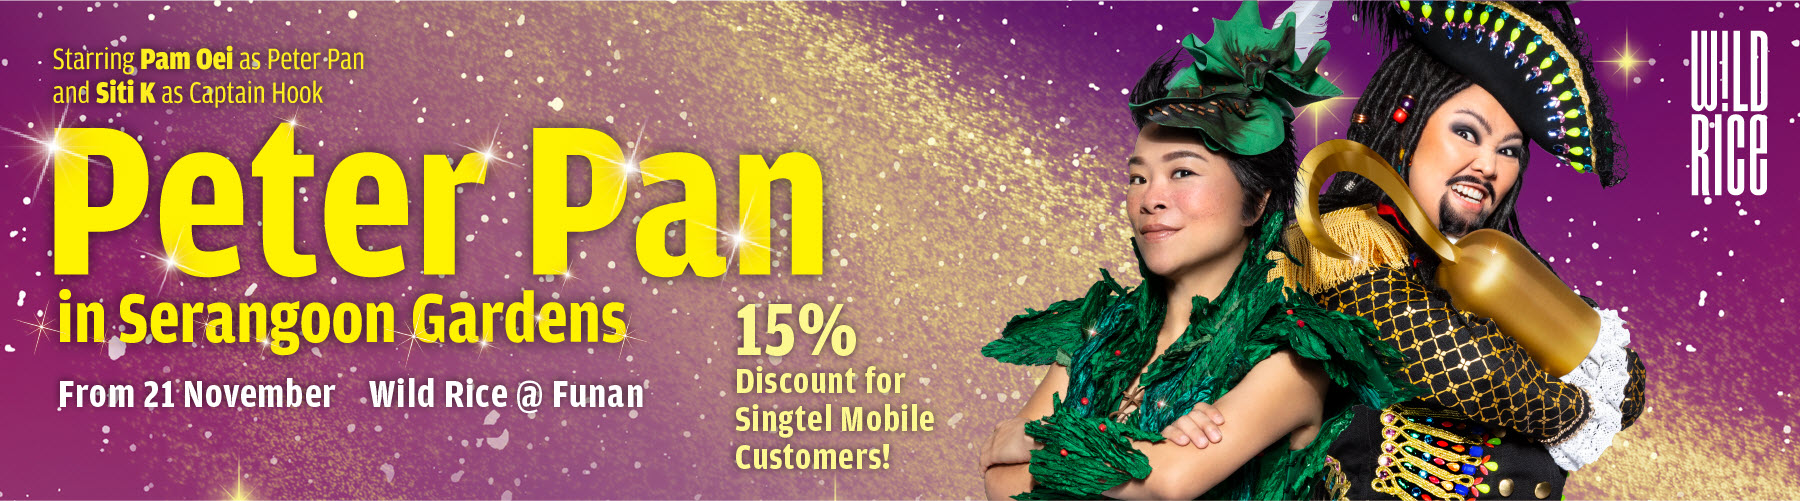 Starring Pam Oei as Peter Pan
and Siti K as Captain Hook
Peter Pan
in Serangoon Gardens
From 21 November Wild Rice @ Funan
15%
Discount for
Singtel Mobile
Customers!
W!LD
RICE